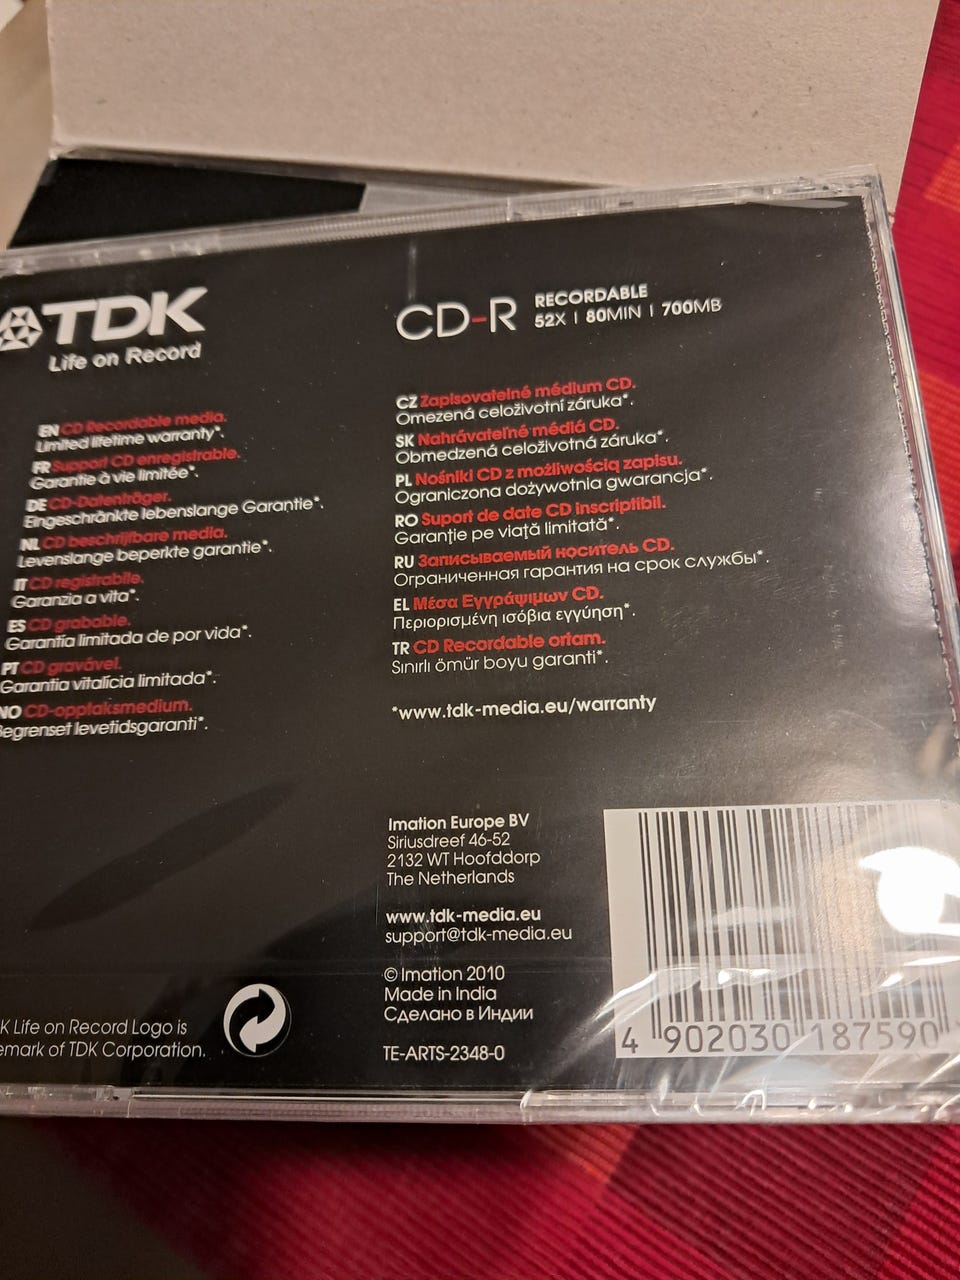 TDK
Life on Record
CD-R RECORDABLE
52X | 80MIN | 700MB
EN CD Recordable media.
Limited lifetime warranty*.
FR Support CD enregistrable.
Garantie à vie limitée*.
DE CD-Datenträger.
Eingeschränkte lebenslange Garantie*.
NL CD beschrijfbare media.
Levenslange beperkte garantie*.
IT CD registrabile.
Garanzia a vita*.
ES CD grabable.
Garantía limitada de por vida*.
PT CD gravável.
Garantia vitalícia limitada*.
NO CD-opptaksmedium.
Begrenset levetidsgaranti*.
CZ Zapisovatelné médium CD.
Omezená celoživotní záruka*.
SK Nahrávateľné médiá CD.
Obmedzená celoživotná záruka*.
PL Nośniki CD z możliwością zapisu.
Ograniczona dożywotnia gwarancja*.
RO Suport de date CD inscriptibil.
Garanţie pe viaţă limitată*.
RU Записываемый носитель CD.
Ограниченная гарантия на срок службы*.
EL Μέσα Εγγράψιμων CD.
Περιορισμένη ισόβια εγγύηση*.
TR CD Recordable ortam.
Sınırlı ömür boyu garanti*.
*www.tdk-media.eu/warranty
Imation Europe BV
Siriusdreef 46-52
2132 WT Hoofddorp
The Netherlands
www.tdk-media.eu
support@tdk-media.eu
© Imation 2010
Made in India
Сделано в Индии
TE-ARTS-2348-0
K Life on Record Logo is
emark of TDK Corporation.
4 902030 187590